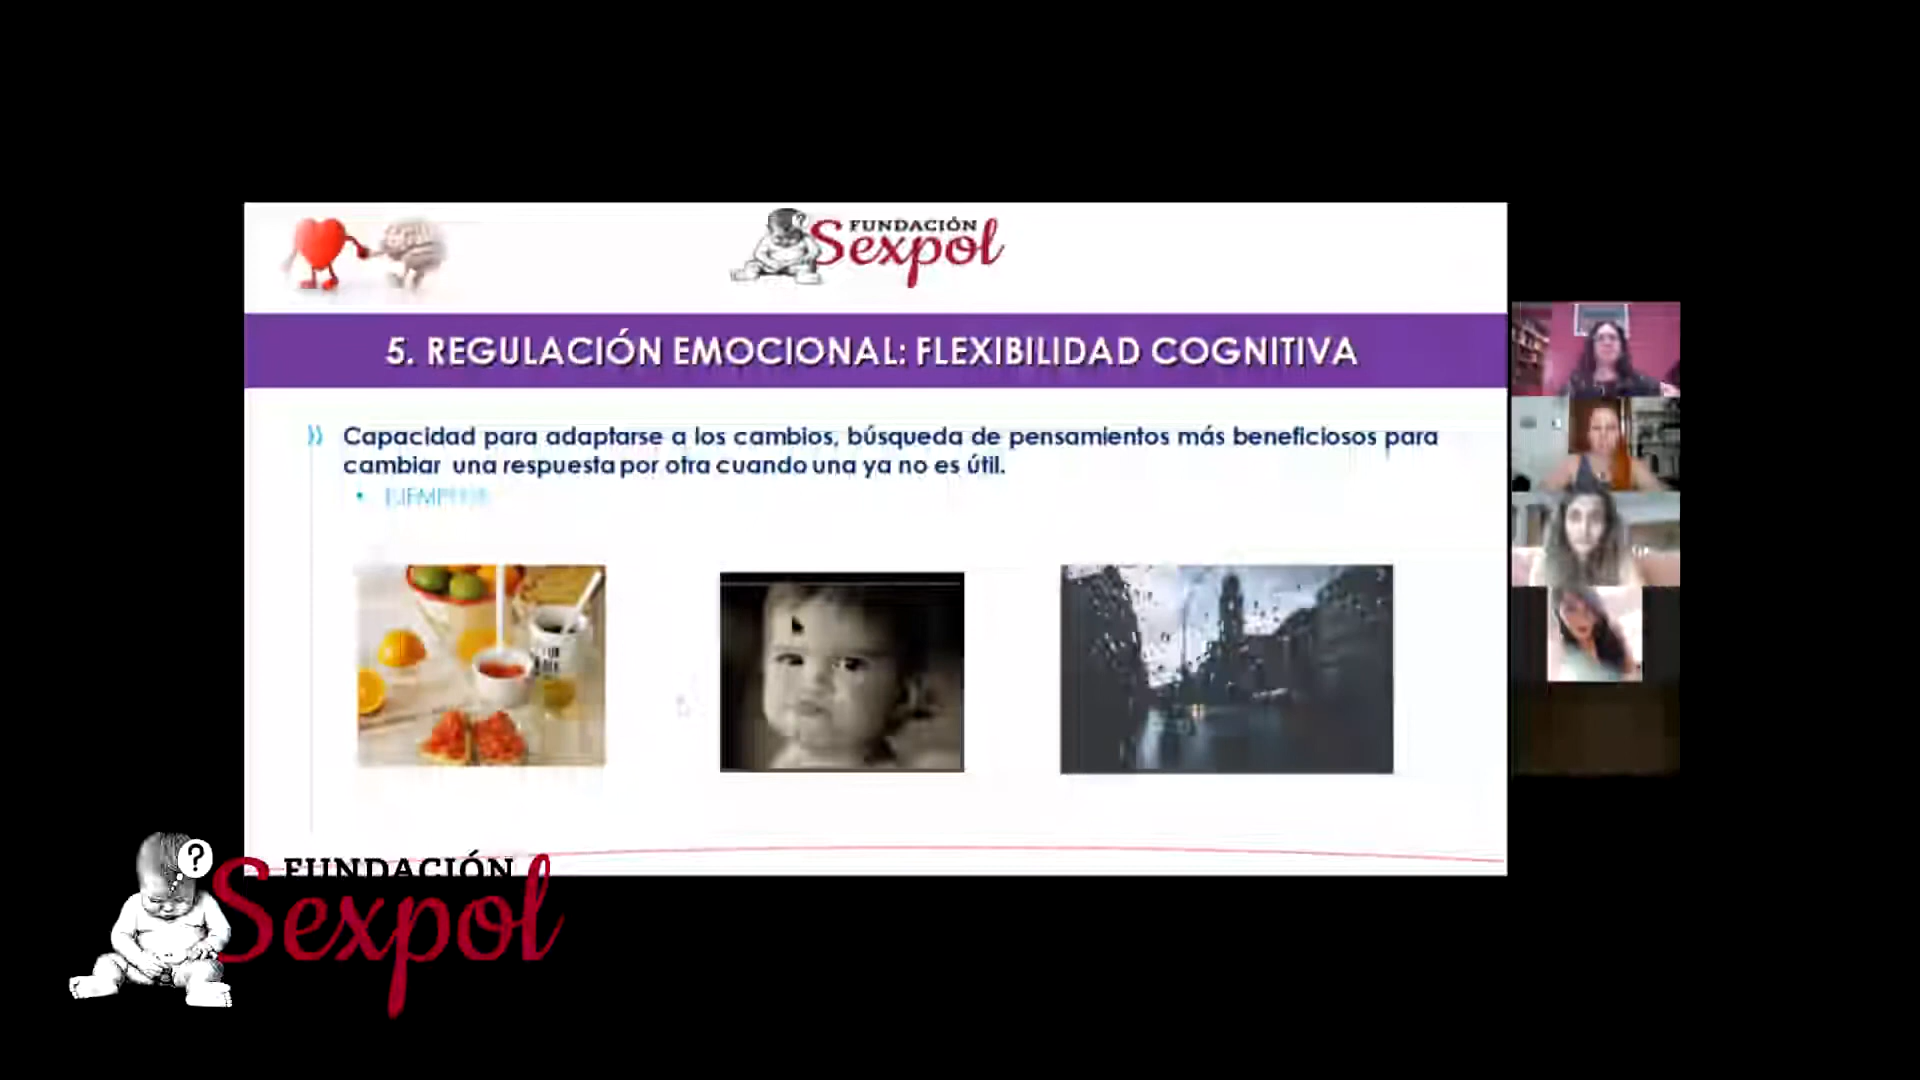 FUNDACIÓN
Sexpol
5. REGULACIÓN EMOCIONAL: FLEXIBILIDAD COGNITIVA
Capacidad para adaptarse a los cambios, búsqueda de pensamientos más beneficiosos para
cambiar una respuesta por otra cuando una ya no es útil.
?
FUNDACIÓN
Sexpol